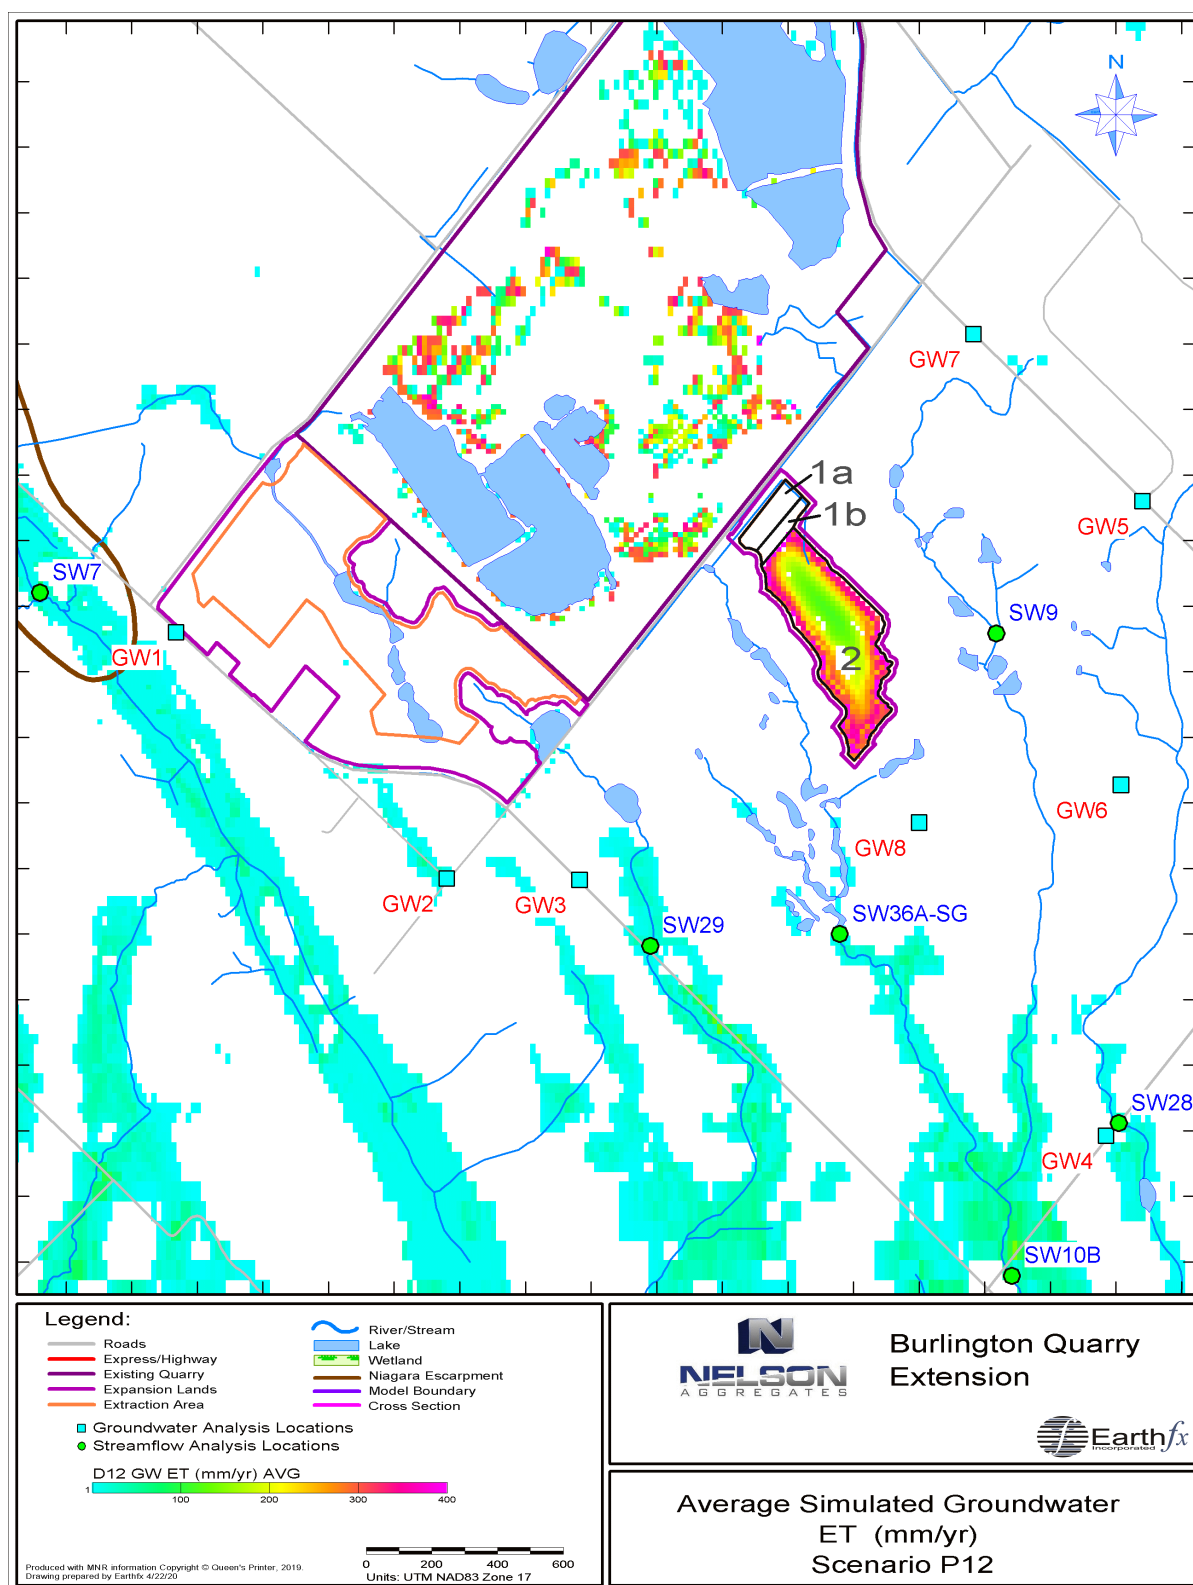 N
GW7
1a
1b
GW5
SW7
SW9
GW1
2
GW6
GW8
GW2
GW3
SW36A-SG
SW29
SW28
GW4
SW10B
Legend:
Roads
Express/Highway
Existing Quarry
Expansion Lands
Extraction Area
River/Stream
Lake
Wetland
Niagara Escarpment
Model Boundary
Cross Section
Groundwater Analysis Locations
Streamflow Analysis Locations
D12 GW ET (mm/yr) AVG
1 100 200 300 400
0 200 400 600
Units: UTM NAD83 Zone 17
Produced with MNR information Copyright © Queen's Printer, 2019.
Drawing prepared by Earthfx 4/22/20
N
NELSON
AGGREGATES
Burlington Quarry
Extension
Earthfx
Incorporated
Average Simulated Groundwater
ET (mm/yr)
Scenario P12